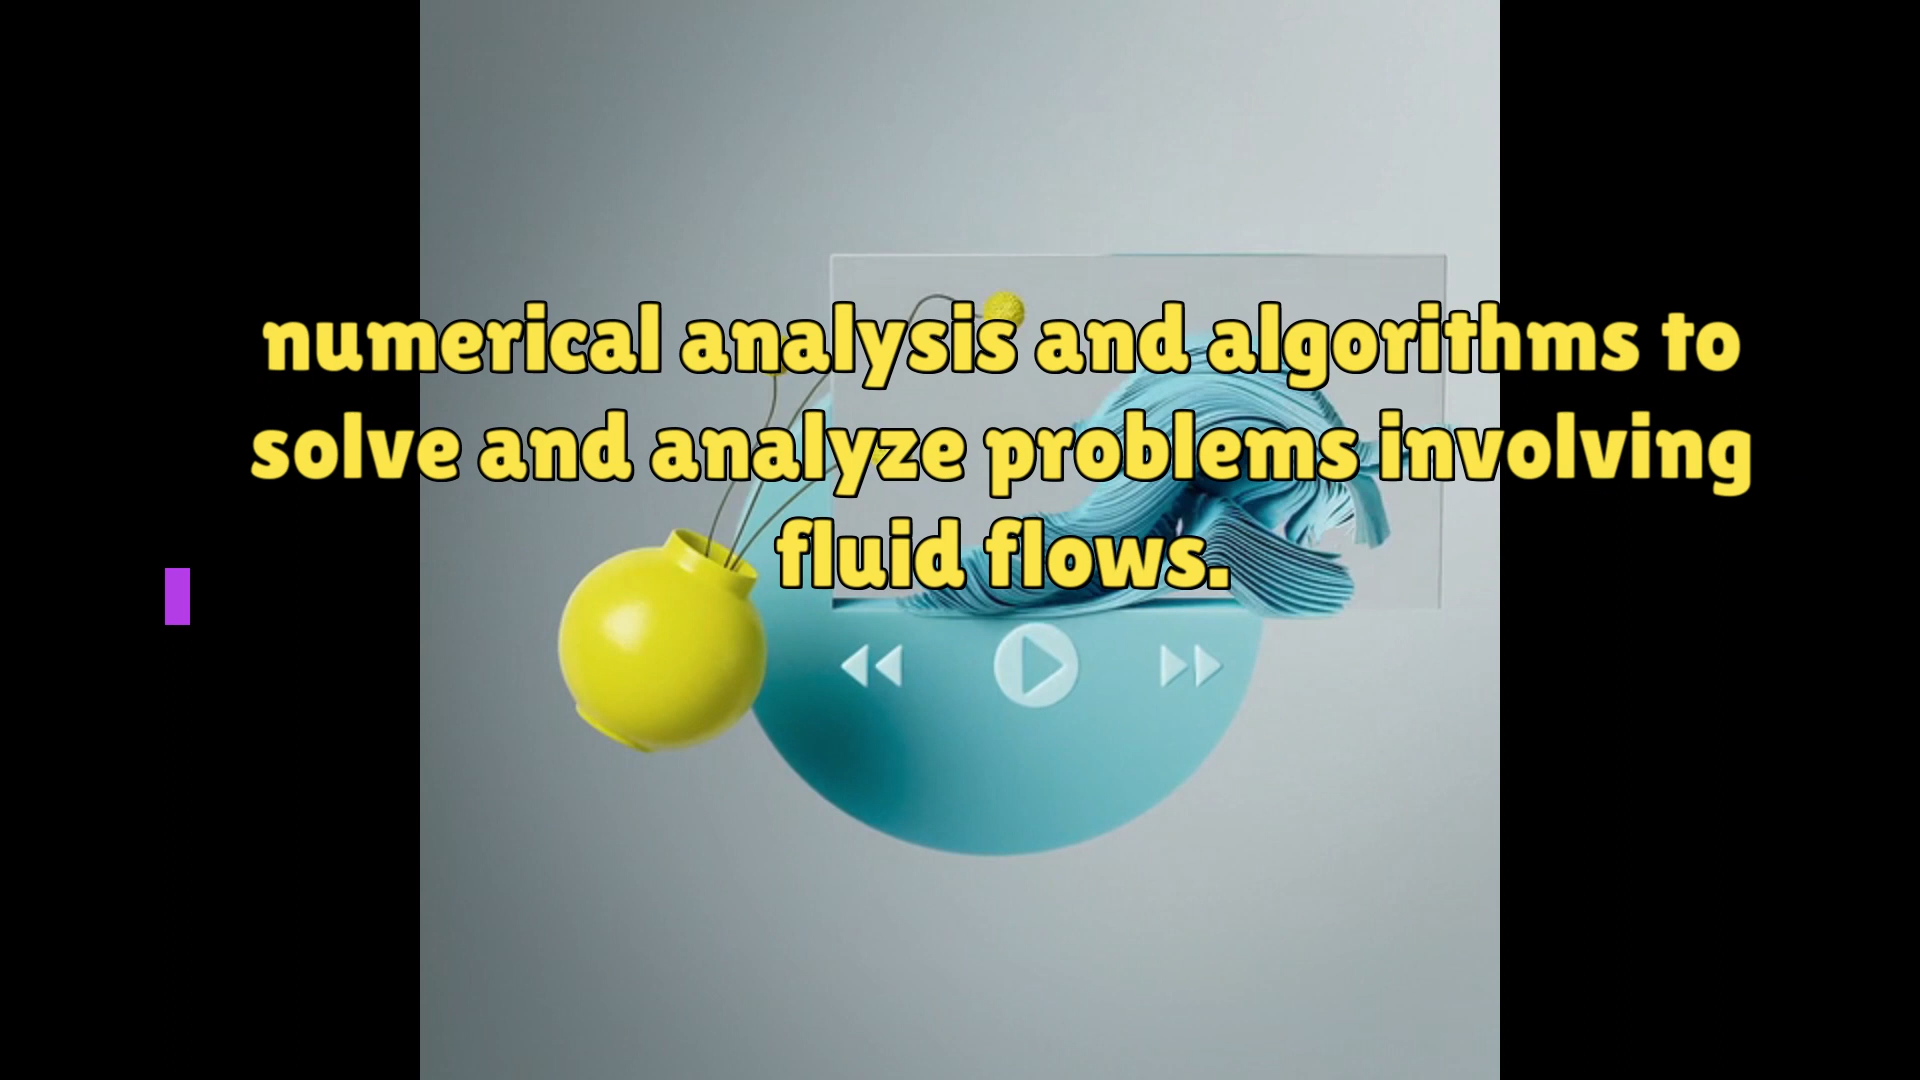 numerical analysis and algorithms to
solve and analyze problems involving
fluid flows.